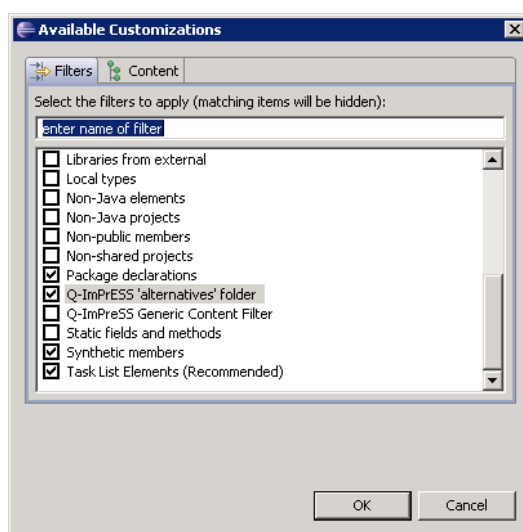 Available Customizations
Filters
Content
Select the filters to apply (matching items will be hidden):
enter name of filter
Libraries from external
Local types
Non-Java elements
Non-Java projects
Non-public members
Non-shared projects
Package declarations
Q-ImPrESS 'alternatives' folder
Q-ImPreSS Generic Content Filter
Static fields and methods
Synthetic members
Task List Elements (Recommended)
OK
Cancel